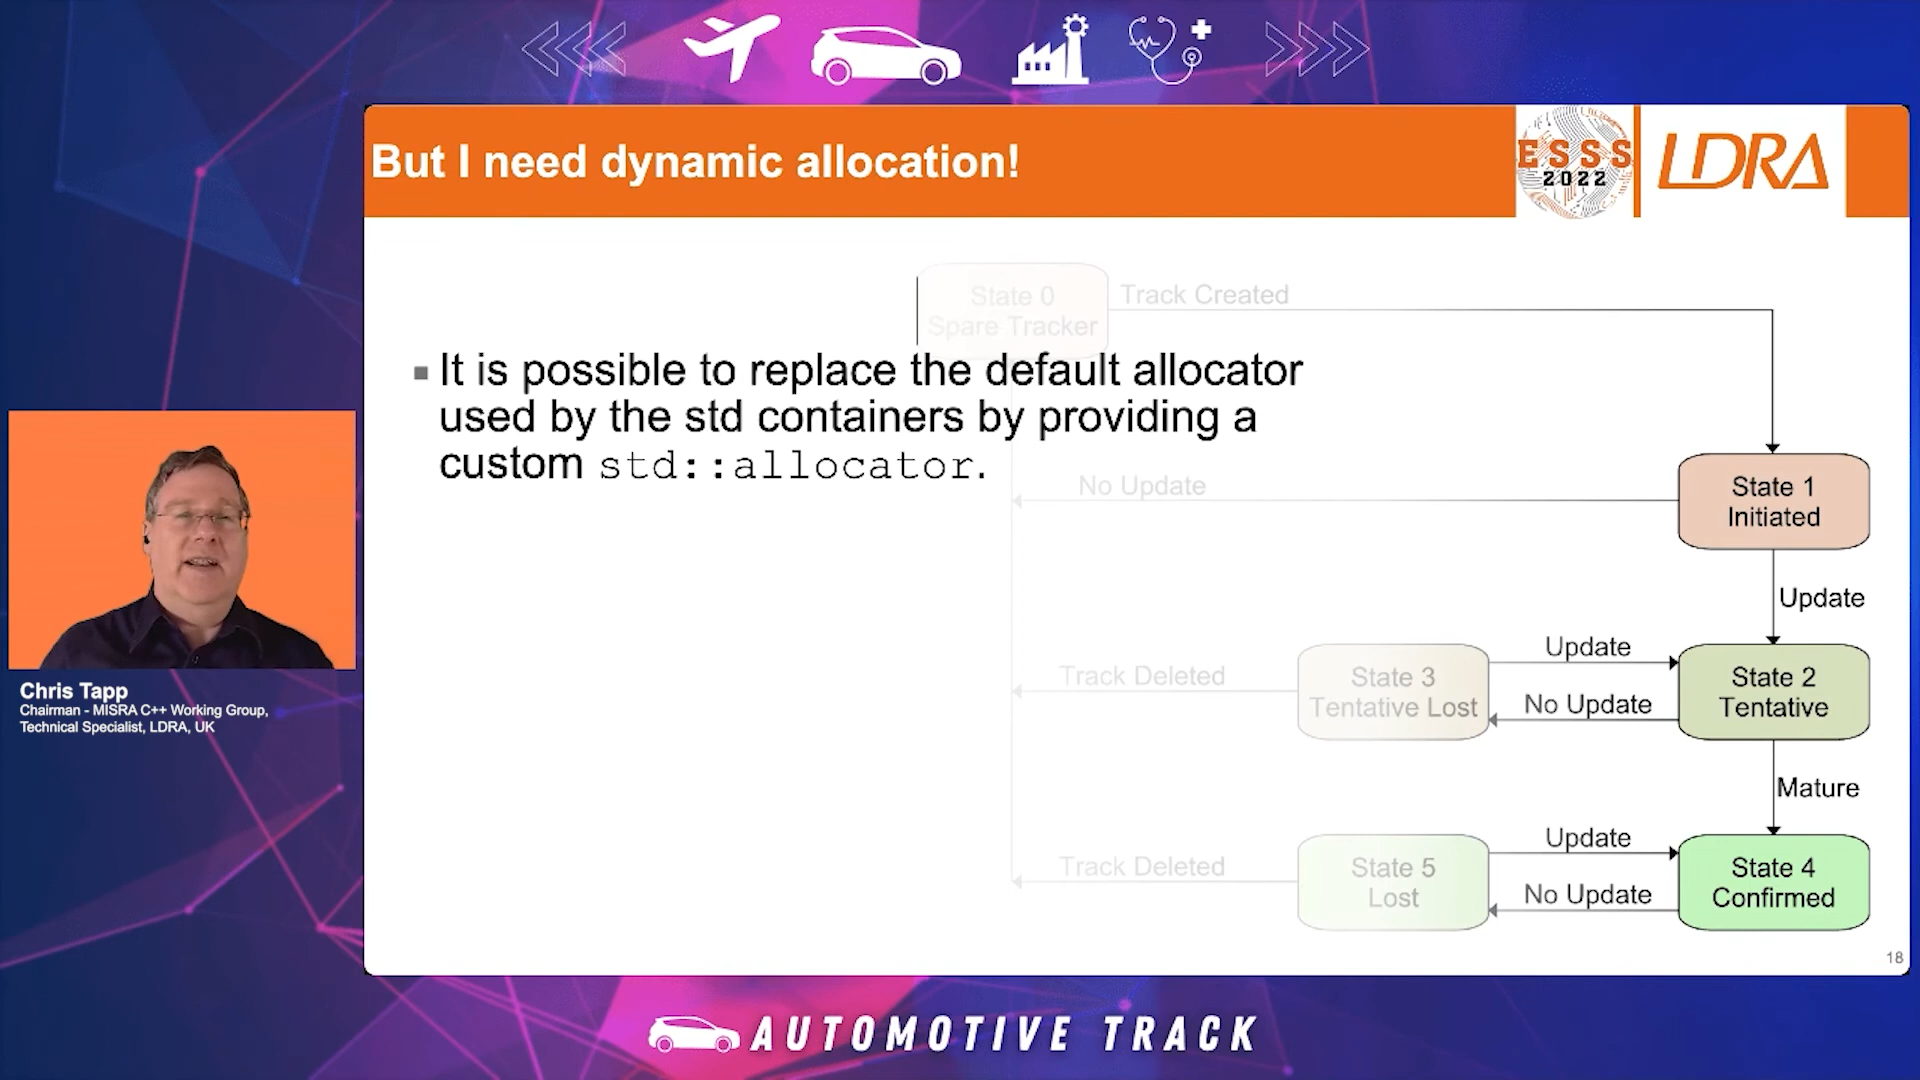 But I need dynamic allocation!
ESSS
2022
LDRA
State 0
Spare Tracker
Track Created
▪ It is possible to replace the default allocator
used by the std containers by providing a
custom std::allocator.
No Update
State 1
Initiated
Update
Track Deleted
State 3
Tentative Lost
Update
No Update
State 2
Tentative
Mature
Track Deleted
State 5
Lost
Update
No Update
State 4
Confirmed
18
Chris Tapp
Chairman - MISRA C++ Working Group,
Technical Specialist, LDRA, UK
AUTOMOTIVE TRACK